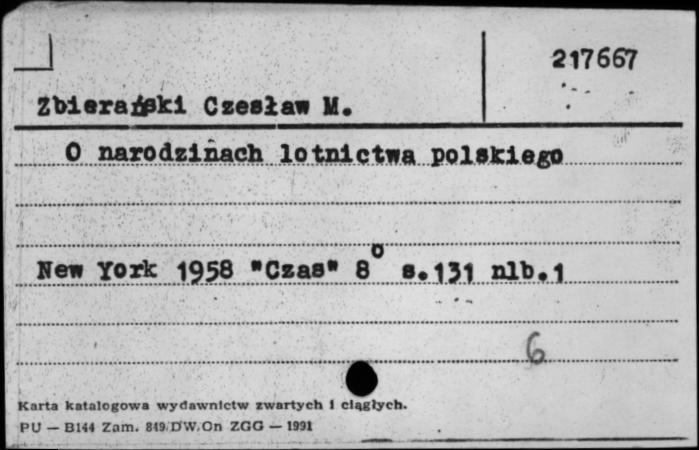 217667
Zbierański Czesław M.
O narodzinach lotnictwa polskiego
New York 1958 "Czas" 8° s.131 nlb.1
6
Karta katalogowa wydawnictw zwartych i ciągłych.
PU — B144 Zam. 849/DW/On ZGG — 1991